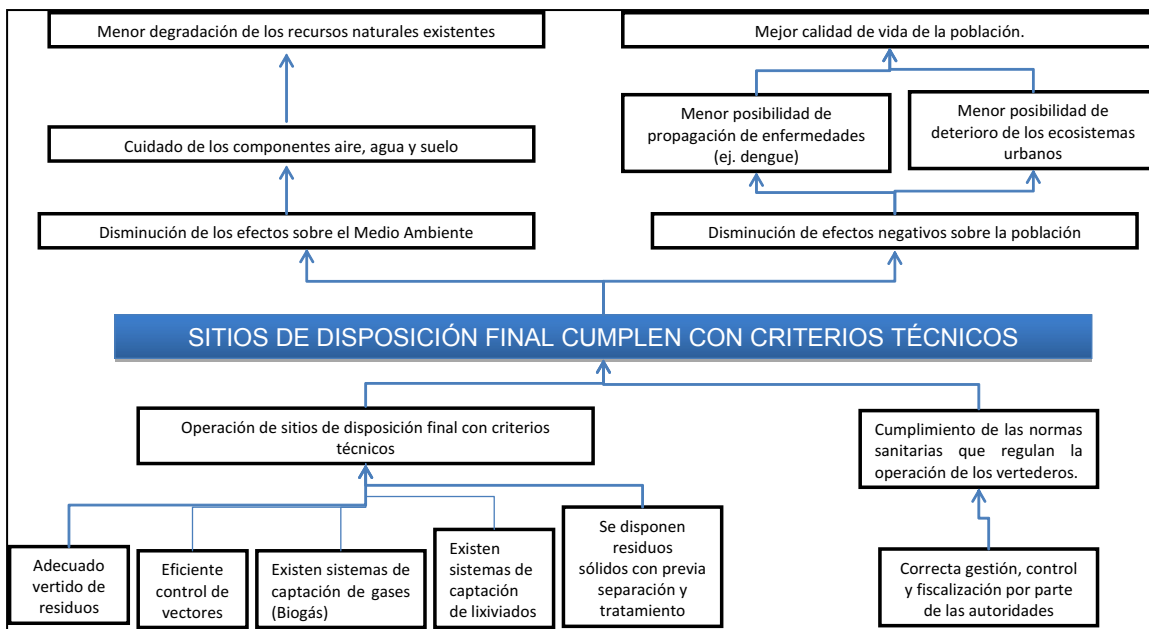 Menor degradación de los recursos naturales existentes
Mejor calidad de vida de la población.
Cuidado de los componentes aire, agua y suelo
Menor posibilidad de
propagación de enfermedades
(ej. dengue)
Menor posibilidad de
deterioro de los ecosistemas
urbanos
Disminución de los efectos sobre el Medio Ambiente
Disminución de efectos negativos sobre la población
SITIOS DE DISPOSICIÓN FINAL CUMPLEN CON CRITERIOS TÉCNICOS
Operación de sitios de disposición final con criterios
técnicos
Cumplimiento de las normas
sanitarias que regulan la
operación de los vertederos.
Adecuado
vertido de
residuos
Eficiente
control de
vectores
Existen sistemas de
captación de gases
(Biogás)
Existen
sistemas de
captación
de lixiviados
Se disponen
residuos
sólidos con previa
separación y
tratamiento
Correcta gestión, control
y fiscalización por parte
de las autoridades